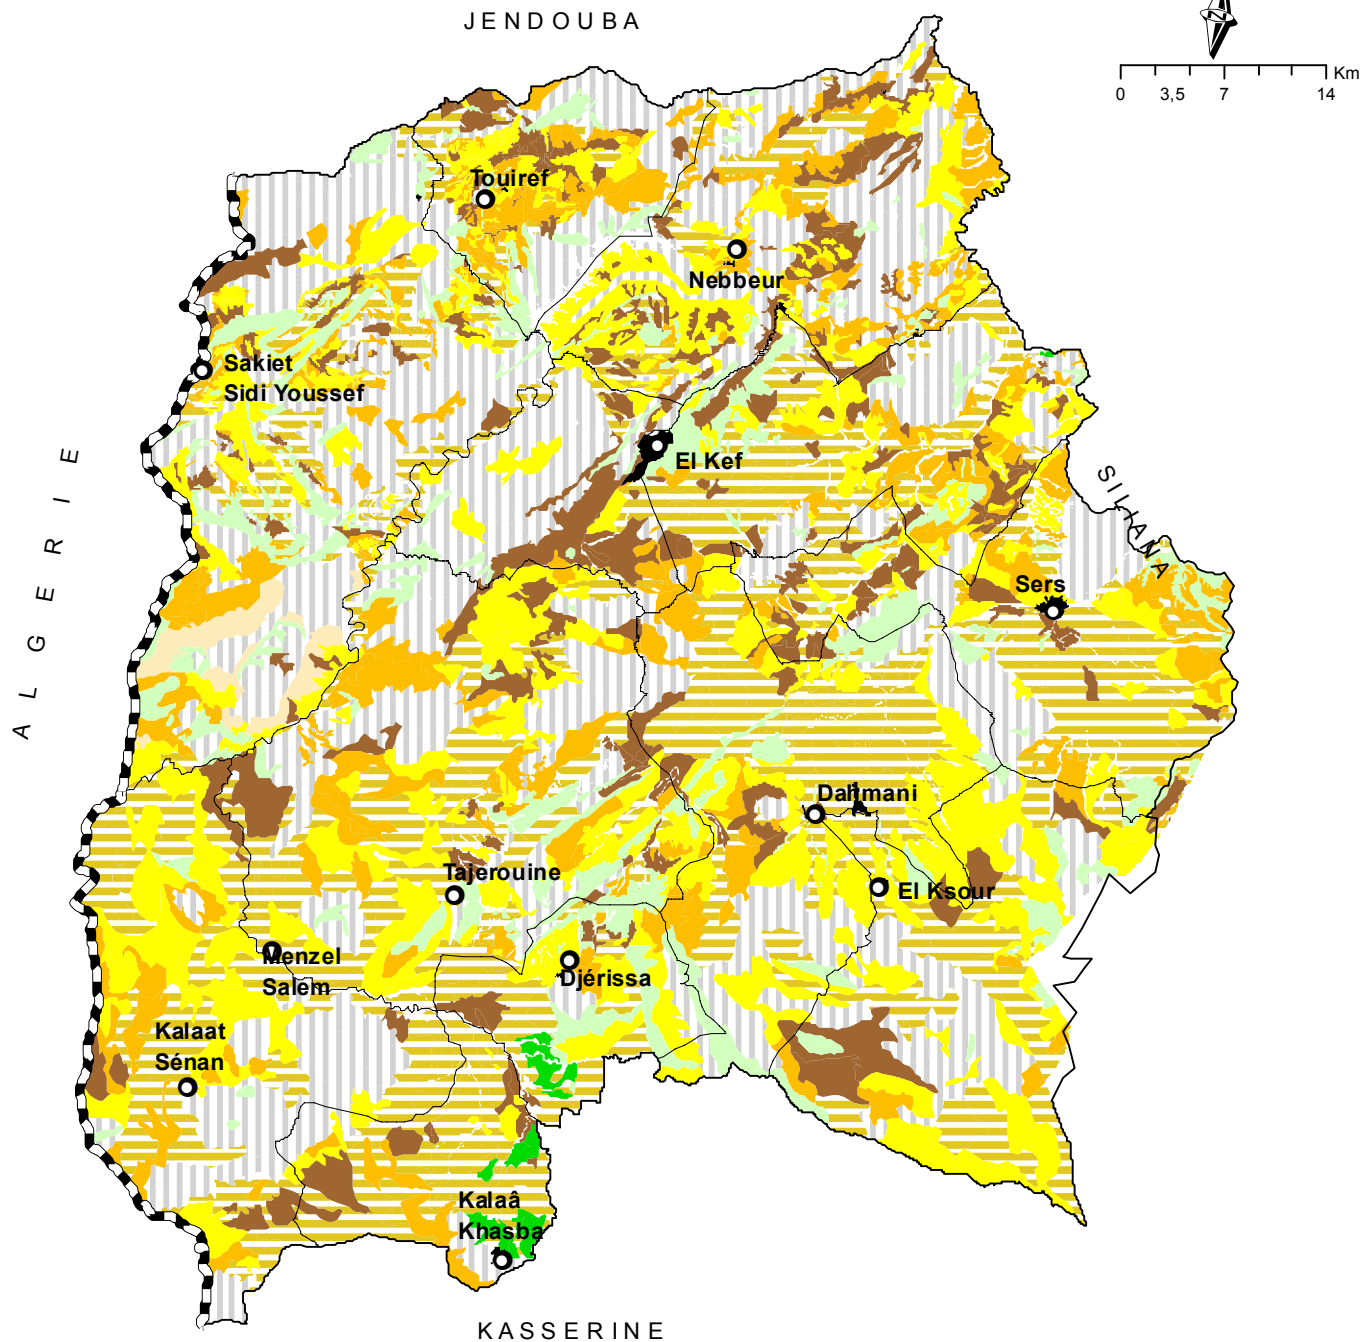 JENDOUBA
N
Km
0 3,5 7 14
Touiref
Nebbeur
Sakiet
Sidi Youssef
El Kef
ALGERIE
SILIANA
Sers
Dahmani
Tajerouine
El Ksour
Menzel
Salem
Djérissa
Kalaat
Sénan
Kalaâ
Khasba
KASSERINE